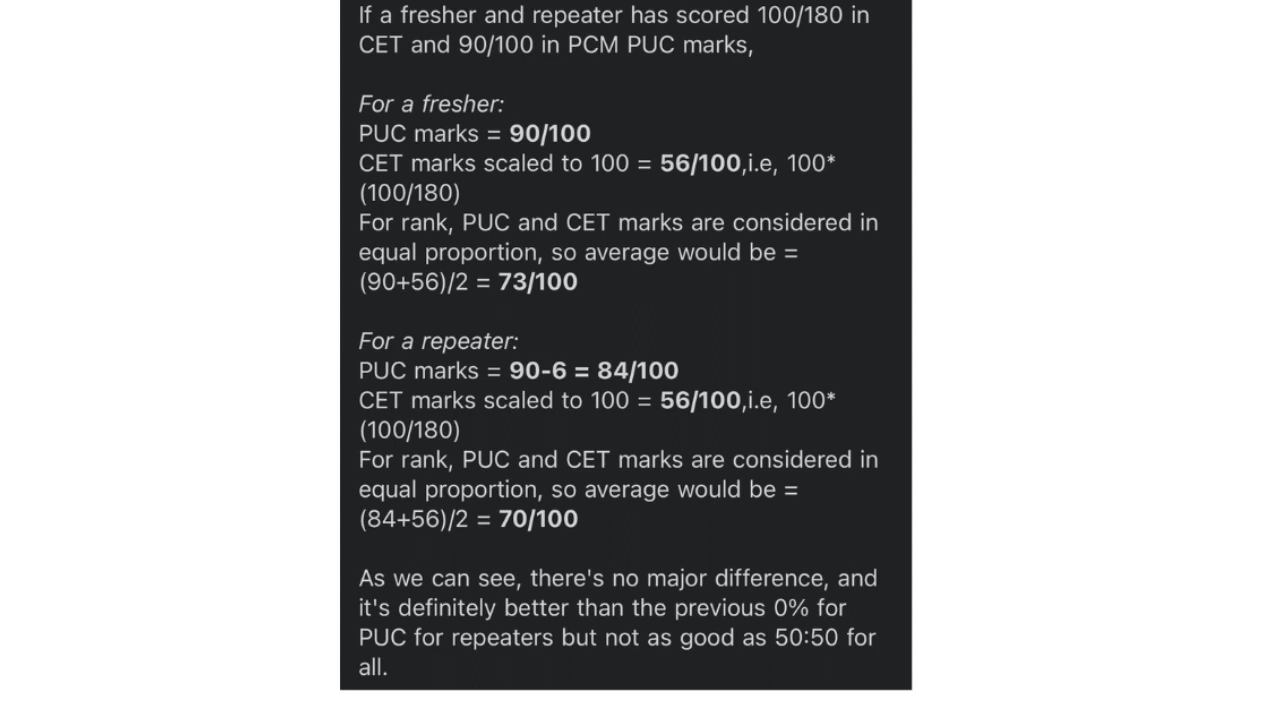 If a fresher and repeater has scored 100/180 in
CET and 90/100 in PCM PUC marks,
For a fresher:
PUC marks = 90/100
CET marks scaled to 100 = 56/100,i.e, 100*
(100/180)
For rank, PUC and CET marks are considered in
equal proportion, so average would be =
(90+56)/2 = 73/100
For a repeater:
PUC marks = 90-6 = 84/100
CET marks scaled to 100 = 56/100,i.e, 100*
(100/180)
For rank, PUC and CET marks are considered in
equal proportion, so average would be =
(84+56)/2 = 70/100
As we can see, there's no major difference, and
it's definitely better than the previous 0% for
PUC for repeaters but not as good as 50:50 for
all.